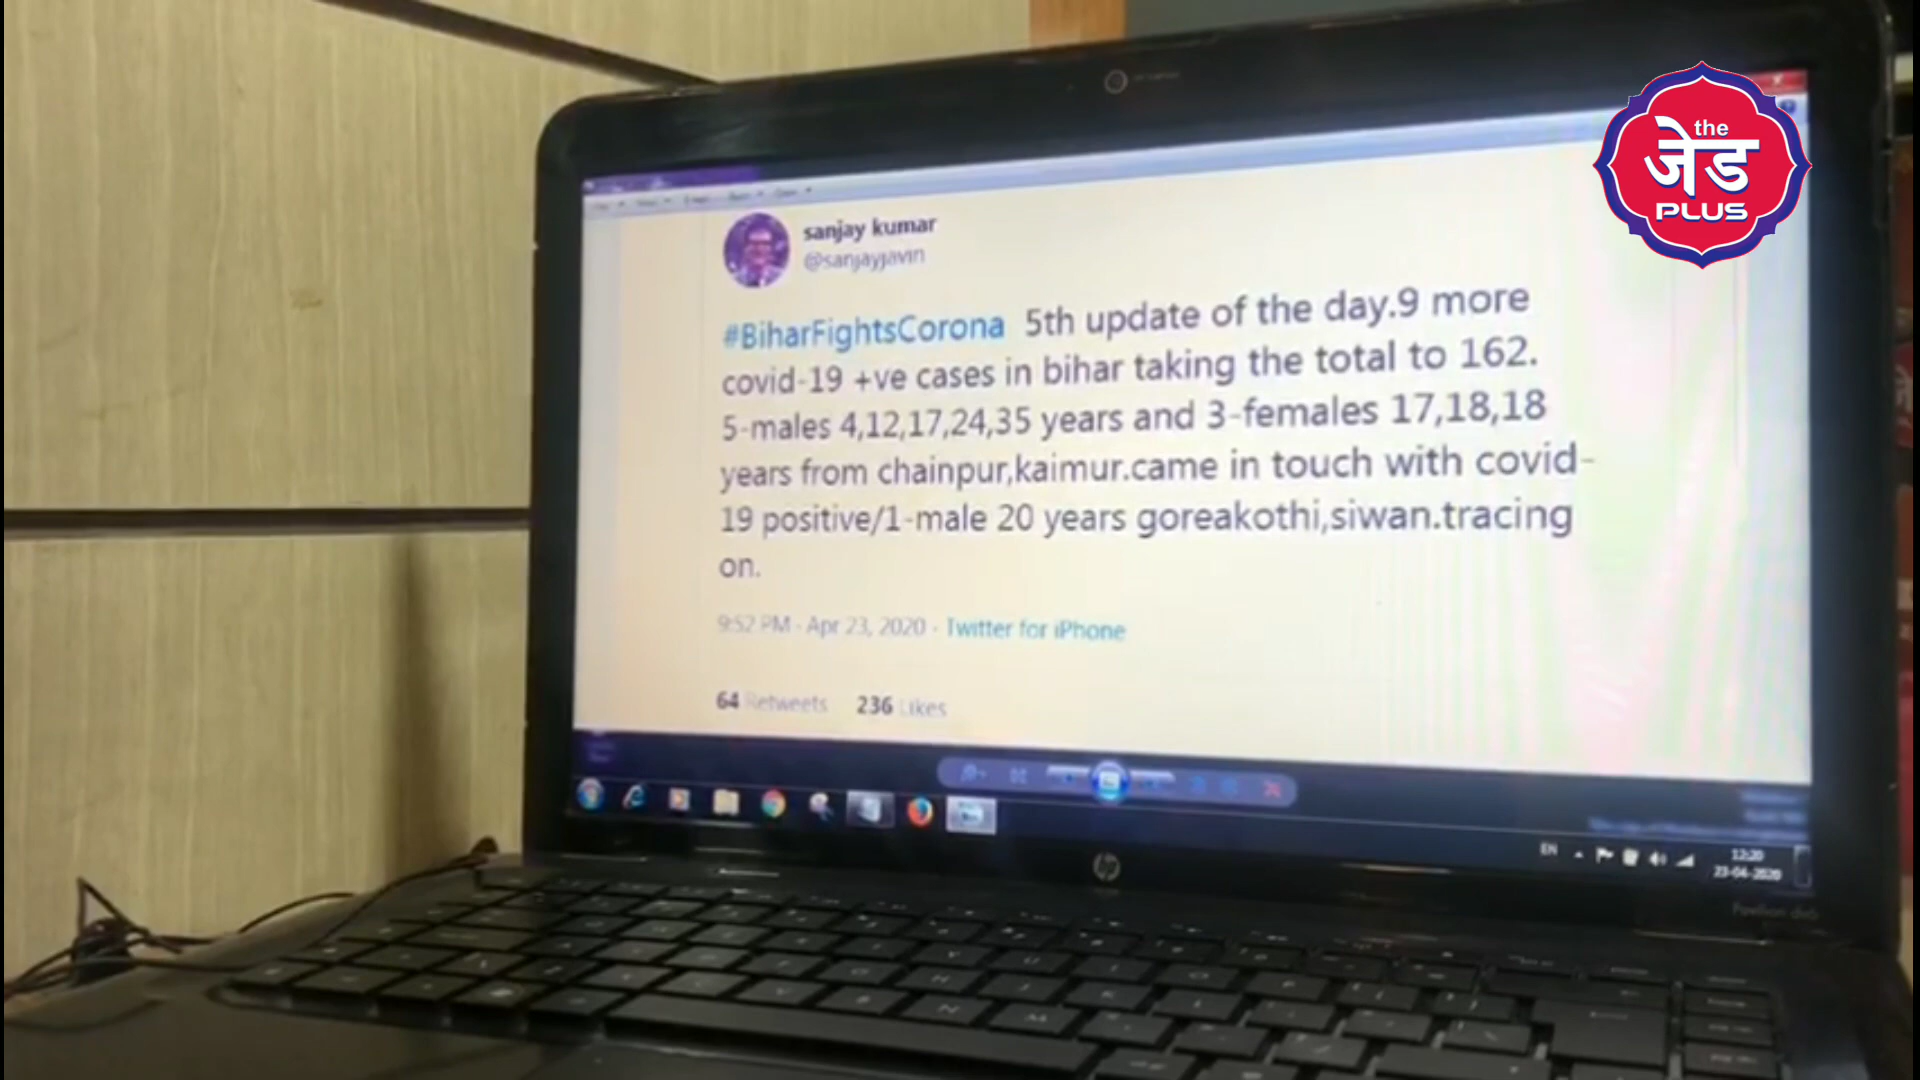 the
जेड
PLUS
sanjay kumar
@sanjayjavin
#BiharFightsCorona 5th update of the day.9 more
covid-19 +ve cases in bihar taking the total to 162.
5-males 4,12,17,24,35 years and 3-females 17,18,18
years from chainpur,kaimur.came in touch with covid-
19 positive/1-male 20 years goreakothi,siwan.tracing
on.
9:52 PM - Apr 23, 2020 - Twitter for iPhone
64 Retweets 236 Likes
EN
12:20
23-04-2020
hp